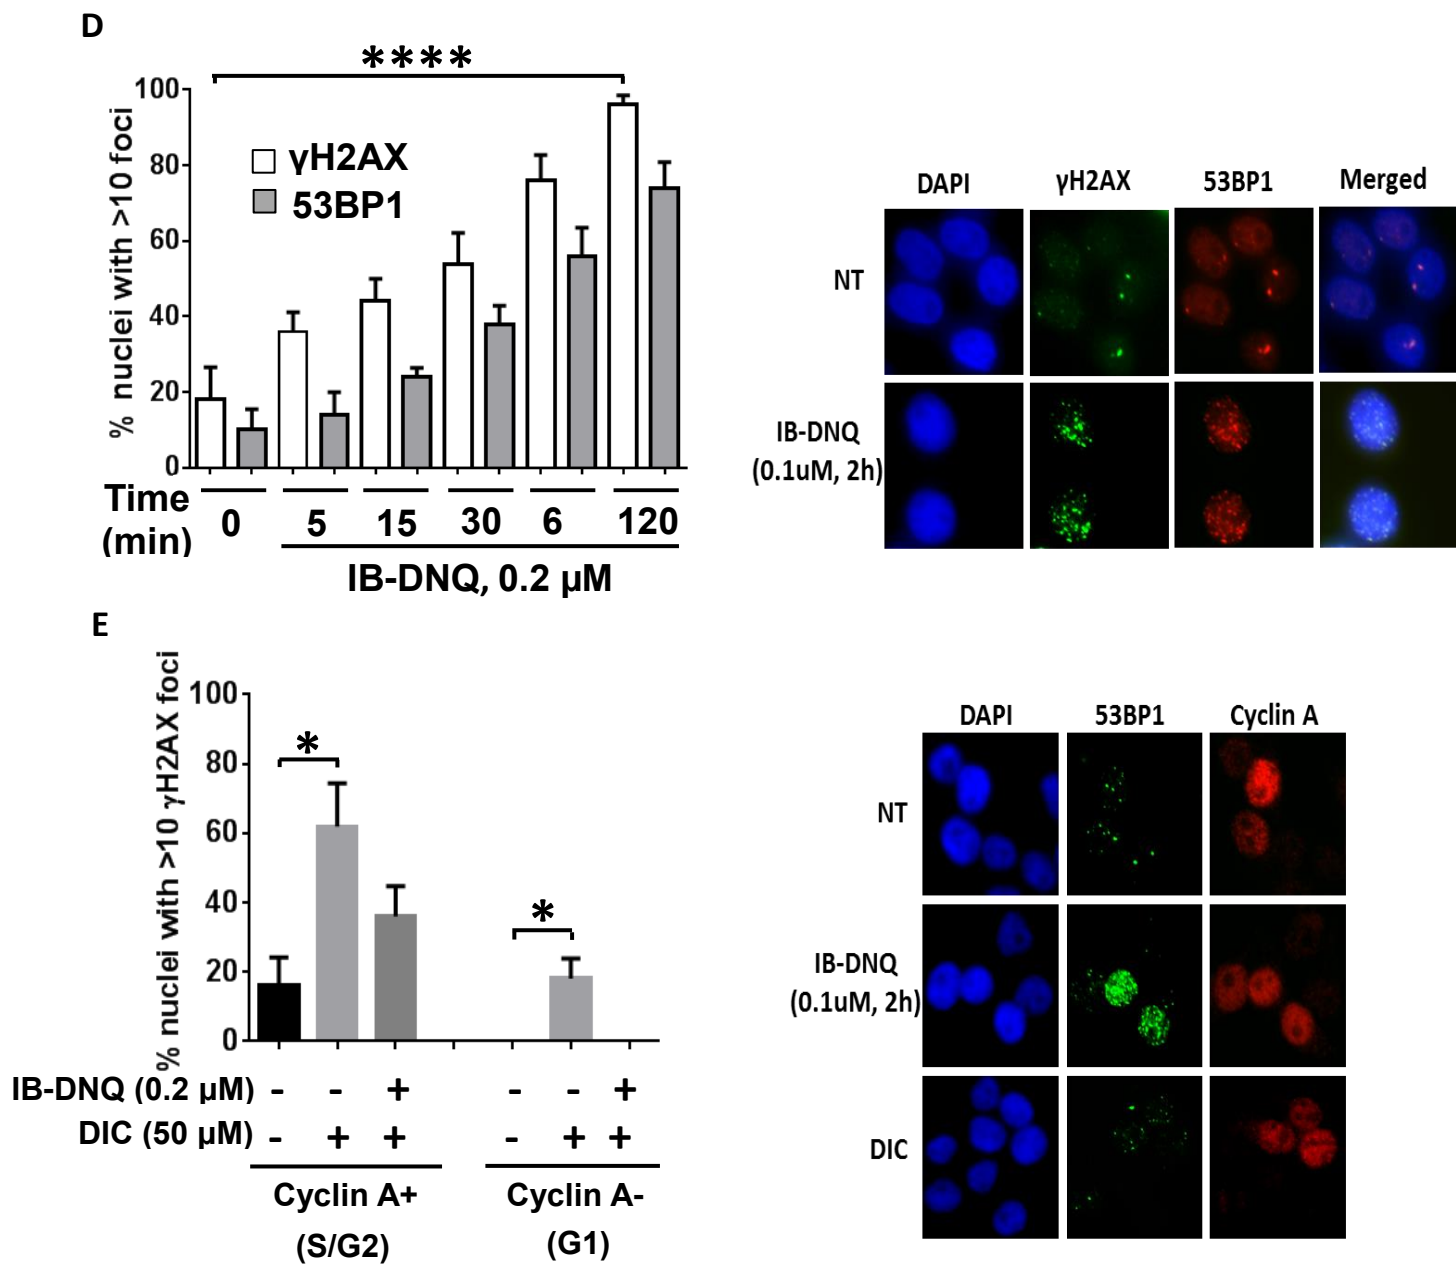 D
****
% nuclei with >10 foci
100
80
60
40
20
0
γH2AX
53BP1
Time
(min)
0 5 15 30 6 120
IB-DNQ, 0.2 µM
DAPI γH2AX 53BP1 Merged
NT
IB-DNQ
(0.1uM, 2h)
E
% nuclei with >10 γH2AX foci
100
80
60
40
20
0
*
*
IB-DNQ (0.2 µM) - - + - - +
DIC (50 µM) - + + - + +
Cyclin A+ Cyclin A-
(S/G2) (G1)
DAPI 53BP1 Cyclin A
NT
IB-DNQ
(0.1uM, 2h)
DIC